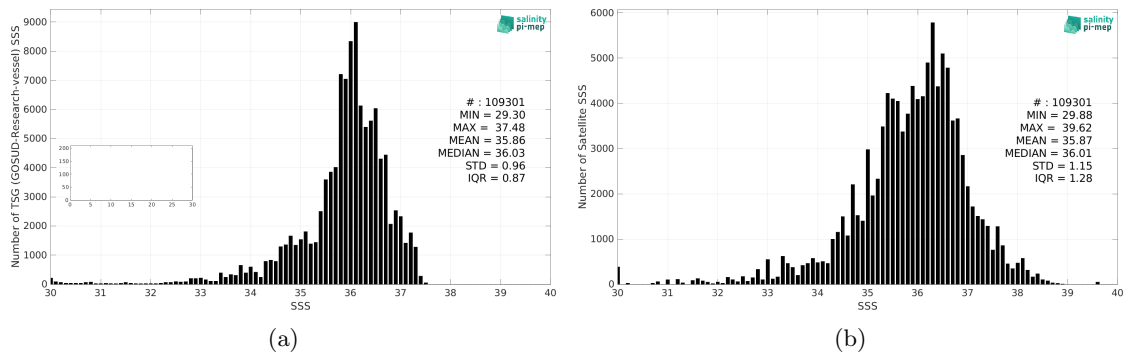 Number of TSG (GOSUD-Research-vessel) SSS
9000
8000
7000
6000
5000
4000
3000
2000
1000
0
30 31 32 33 34 35 36 37 38 39 40
SSS
200
150
100
50
0
0 5 10 15 20 25 30
salinity
pi-mep
# : 109301
MIN = 29.30
MAX = 37.48
MEAN = 35.86
MEDIAN = 36.03
STD = 0.96
IQR = 0.87
(a)
Number of Satellite SSS
6000
5000
4000
3000
2000
1000
0
30 31 32 33 34 35 36 37 38 39 40
SSS
salinity
pi-mep
# : 109301
MIN = 29.88
MAX = 39.62
MEAN = 35.87
MEDIAN = 36.01
STD = 1.15
IQR = 1.28
(b)